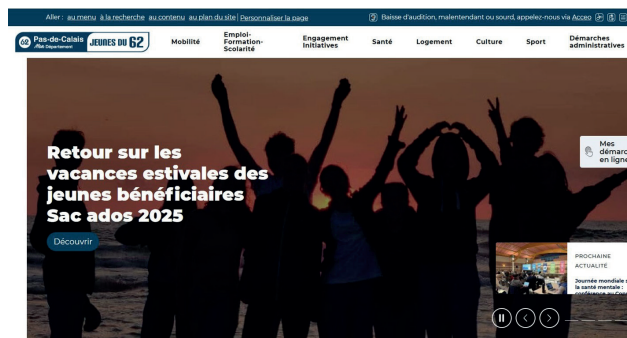 Aller : au menu à la recherche au contenu au plan du site Personnaliser la page
Baisse d'audition, malentendant ou sourd, appelez-nous via Acceo
62 Pas-de-Calais
Mon Département
JEUNES DU 62
Mobilité
Emploi-
Formation-
Scolarité
Engagement
Initiatives
Santé
Logement
Culture
Sport
Démarches
administratives
Retour sur les
vacances estivales des
jeunes bénéficiaires
Sac ados 2025
Découvrir
Mes
démarc
en ligne
PROCHAINE
ACTUALITÉ
Journée mondiale
la santé mentale :